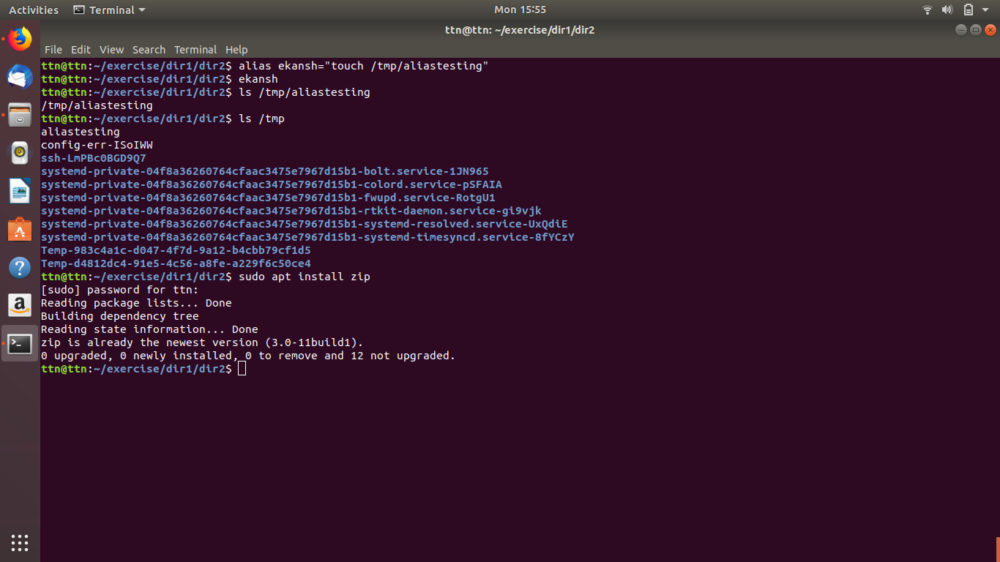 Activities Terminal Mon 15:55
ttn@ttn: ~/exercise/dir1/dir2
File Edit View Search Terminal Help
ttn@ttn:~/exercise/dir1/dir2$ alias ekansh="touch /tmp/aliastesting"
ttn@ttn:~/exercise/dir1/dir2$ ekansh
ttn@ttn:~/exercise/dir1/dir2$ ls /tmp/aliastesting
/tmp/aliastesting
ttn@ttn:~/exercise/dir1/dir2$ ls /tmp
aliastesting
config-err-ISoIWW
ssh-LmPBc0BGD9Q7
systemd-private-04f8a36260764cfaac3475e7967d15b1-bolt.service-1JN965
systemd-private-04f8a36260764cfaac3475e7967d15b1-colord.service-pSFAIA
systemd-private-04f8a36260764cfaac3475e7967d15b1-fwupd.service-RotgU1
systemd-private-04f8a36260764cfaac3475e7967d15b1-rtkit-daemon.service-gi9vjk
systemd-private-04f8a36260764cfaac3475e7967d15b1-systemd-resolved.service-UxQdiE
systemd-private-04f8a36260764cfaac3475e7967d15b1-systemd-timesyncd.service-8fYCzY
Temp-983c4a1c-d047-4f7d-9a12-b4cbb79cf1d5
Temp-d4812dc4-91e5-4c56-a8fe-a229f6c50ce4
ttn@ttn:~/exercise/dir1/dir2$ sudo apt install zip
[sudo] password for ttn:
Reading package lists... Done
Building dependency tree
Reading state information... Done
zip is already the newest version (3.0-11build1).
0 upgraded, 0 newly installed, 0 to remove and 12 not upgraded.
ttn@ttn:~/exercise/dir1/dir2$